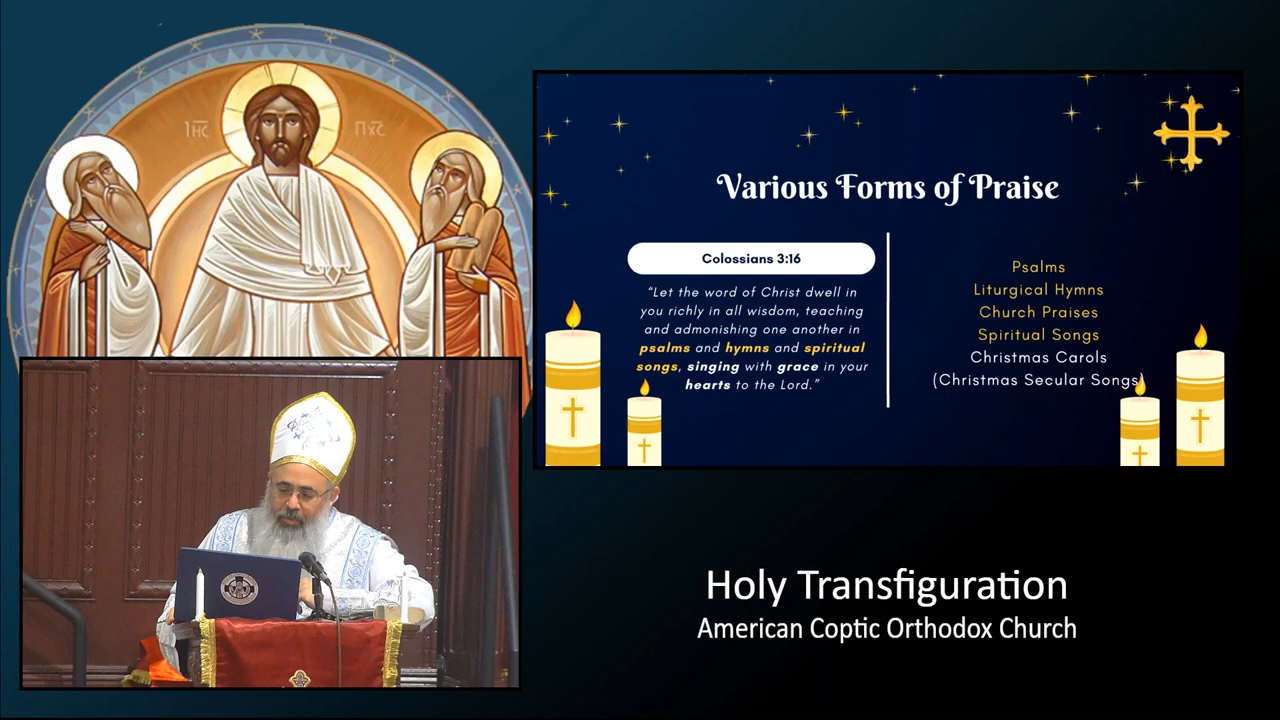 ⲒⲎ̅Ⲥ̅
ⲠⲬ̅Ⲥ̅
Various Forms of Praise
Colossians 3:16
“Let the word of Christ dwell in
you richly in all wisdom, teaching
and admonishing one another in
psalms and hymns and spiritual
songs, singing with grace in your
hearts to the Lord.”
Psalms
Liturgical Hymns
Church Praises
Spiritual Songs
Christmas Carols
(Christmas Secular Songs)
Holy Transfiguration
American Coptic Orthodox Church